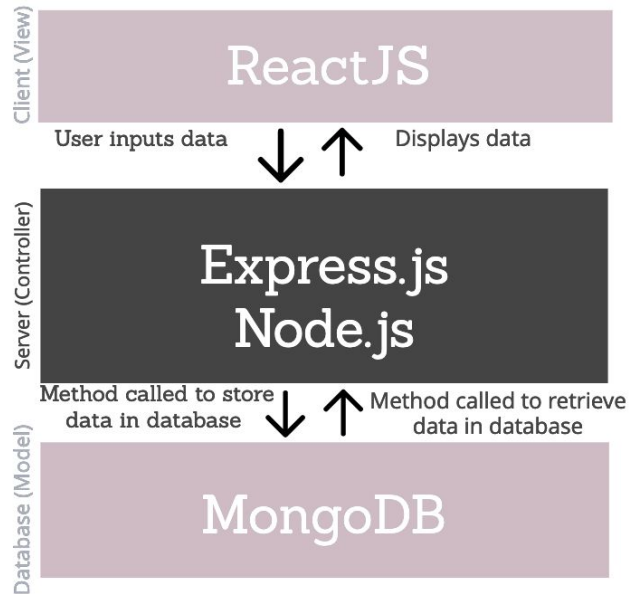 Client (View)
ReactJS
User inputs data
Displays data
Server (Controller)
Express.js
Node.js
Method called to store
data in database
Method called to retrieve
data in database
Database (Model)
MongoDB